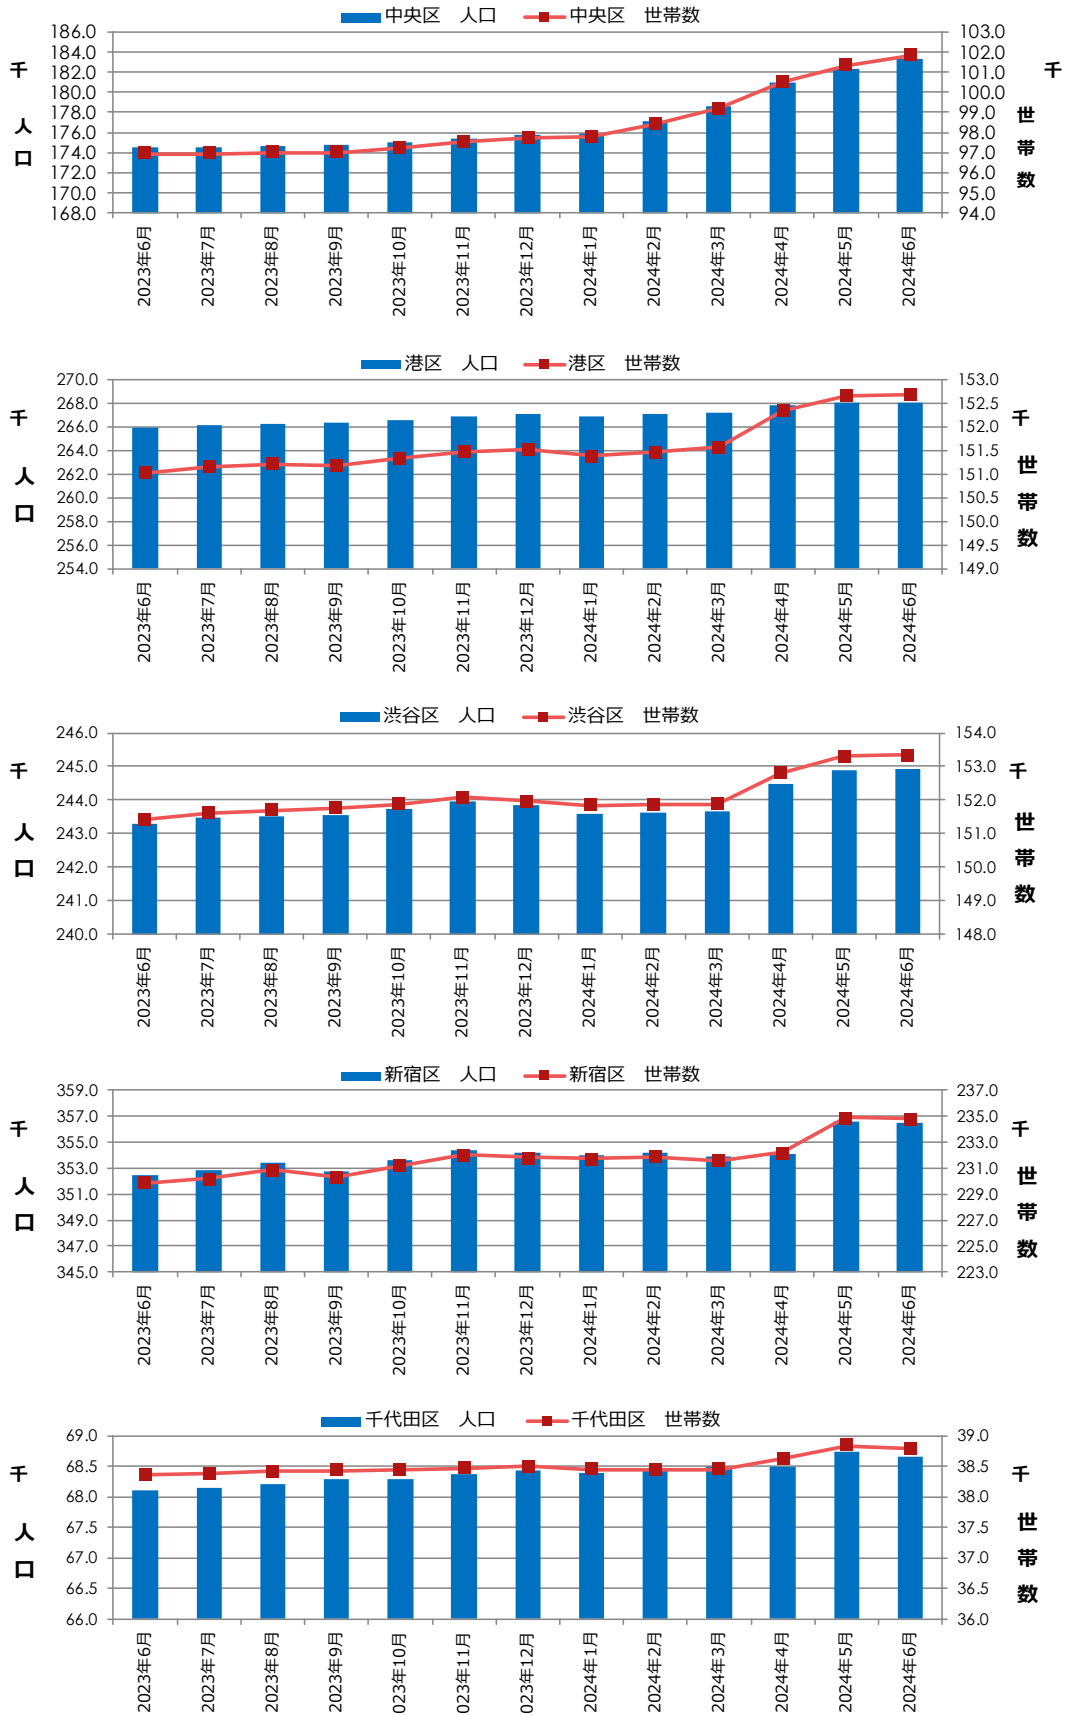 中央区　人口　中央区　世帯数
千
人
口
186.0
184.0
182.0
180.0
178.0
176.0
174.0
172.0
170.0
168.0
103.0
102.0
101.0
100.0
99.0
98.0
97.0
96.0
95.0
94.0
千
世
帯
数
2023年6月
2023年7月
2023年8月
2023年9月
2023年10月
2023年11月
2023年12月
2024年1月
2024年2月
2024年3月
2024年4月
2024年5月
2024年6月
港区　人口　港区　世帯数
千
人
口
270.0
268.0
266.0
264.0
262.0
260.0
258.0
256.0
254.0
153.0
152.5
152.0
151.5
151.0
150.5
150.0
149.5
149.0
千
世
帯
数
2023年6月
2023年7月
2023年8月
2023年9月
2023年10月
2023年11月
2023年12月
2024年1月
2024年2月
2024年3月
2024年4月
2024年5月
2024年6月
渋谷区　人口　渋谷区　世帯数
千
人
口
246.0
245.0
244.0
243.0
242.0
241.0
240.0
154.0
153.0
152.0
151.0
150.0
149.0
148.0
千
世
帯
数
2023年6月
2023年7月
2023年8月
2023年9月
2023年10月
2023年11月
2023年12月
2024年1月
2024年2月
2024年3月
2024年4月
2024年5月
2024年6月
新宿区　人口　新宿区　世帯数
千
人
口
359.0
357.0
355.0
353.0
351.0
349.0
347.0
345.0
237.0
235.0
233.0
231.0
229.0
227.0
225.0
223.0
千
世
帯
数
2023年6月
2023年7月
2023年8月
2023年9月
2023年10月
2023年11月
2023年12月
2024年1月
2024年2月
2024年3月
2024年4月
2024年5月
2024年6月
千代田区　人口　千代田区　世帯数
千
人
口
69.0
68.5
68.0
67.5
67.0
66.5
66.0
39.0
38.5
38.0
37.5
37.0
36.5
36.0
千
世
帯
数
2023年6月
2023年7月
2023年8月
2023年9月
023年10月
023年11月
023年12月
2024年1月
2024年2月
2024年3月
2024年4月
2024年5月
2024年6月